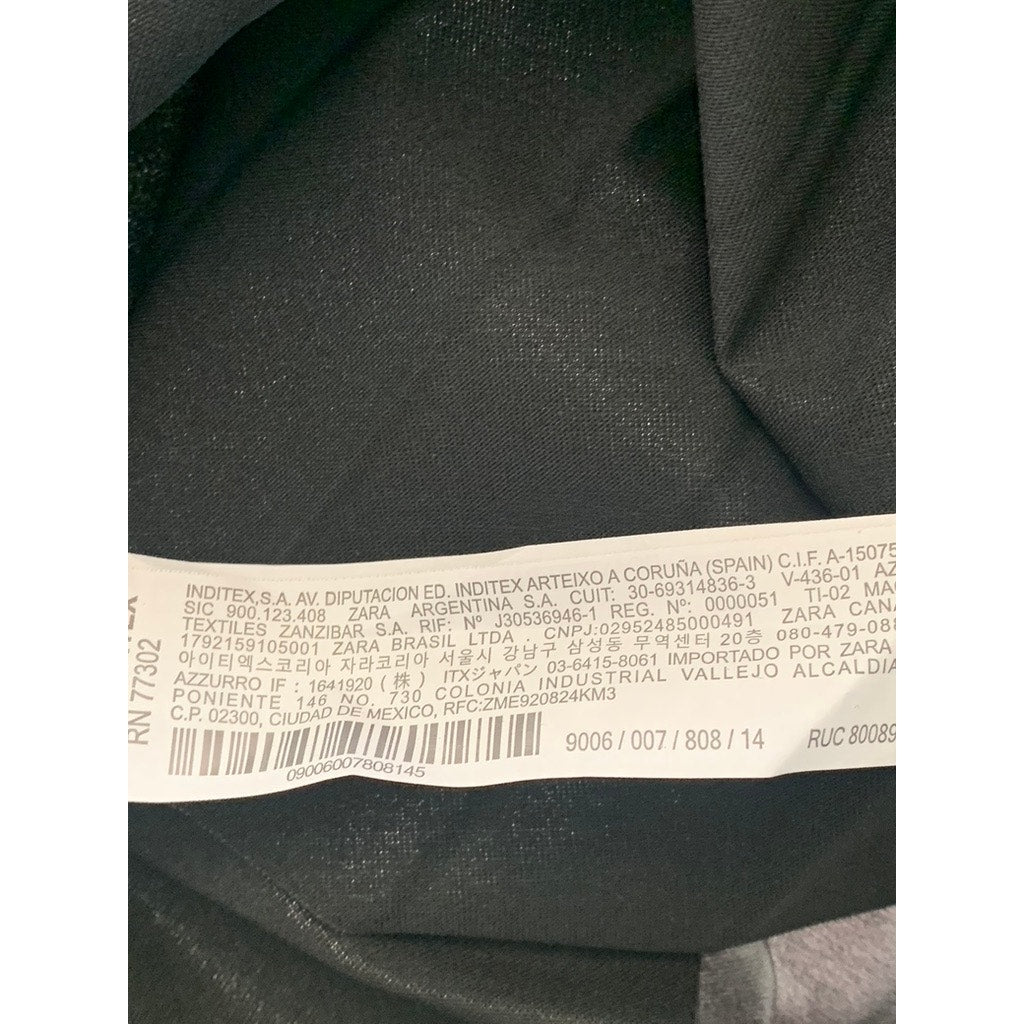 INDITEX,S.A. AV. DIPUTACION ED. INDITEX ARTEIXO A CORUÑA (SPAIN) C.I.F. A-15075
SIC 900.123.408 ZARA ARGENTINA S.A. CUIT: 30-69314836-3 V-436-01 AZ
TEXTILES ZANZIBAR S.A. RIF: Nº J30536946-1 REG. Nº: 0000051 TI-02 MA
1792159105001 ZARA BRASIL LTDA . CNPJ:02952485000491 ZARA CANA
아이티엑스코리아 자라코리아 서울시 강남구 삼성동 무역센터 20층 080-479-088
AZZURRO IF : 1641920 ( 株 ) ITXジャパン 03-6415-8061 IMPORTADO POR ZARA
PONIENTE 146 NO. 730 COLONIA INDUSTRIAL VALLEJO ALCALDIA
C.P. 02300, CIUDAD DE MEXICO, RFC:ZME920824KM3
09006007808145
9006 / 007 / 808 / 14
RUC 80089
RN 77302